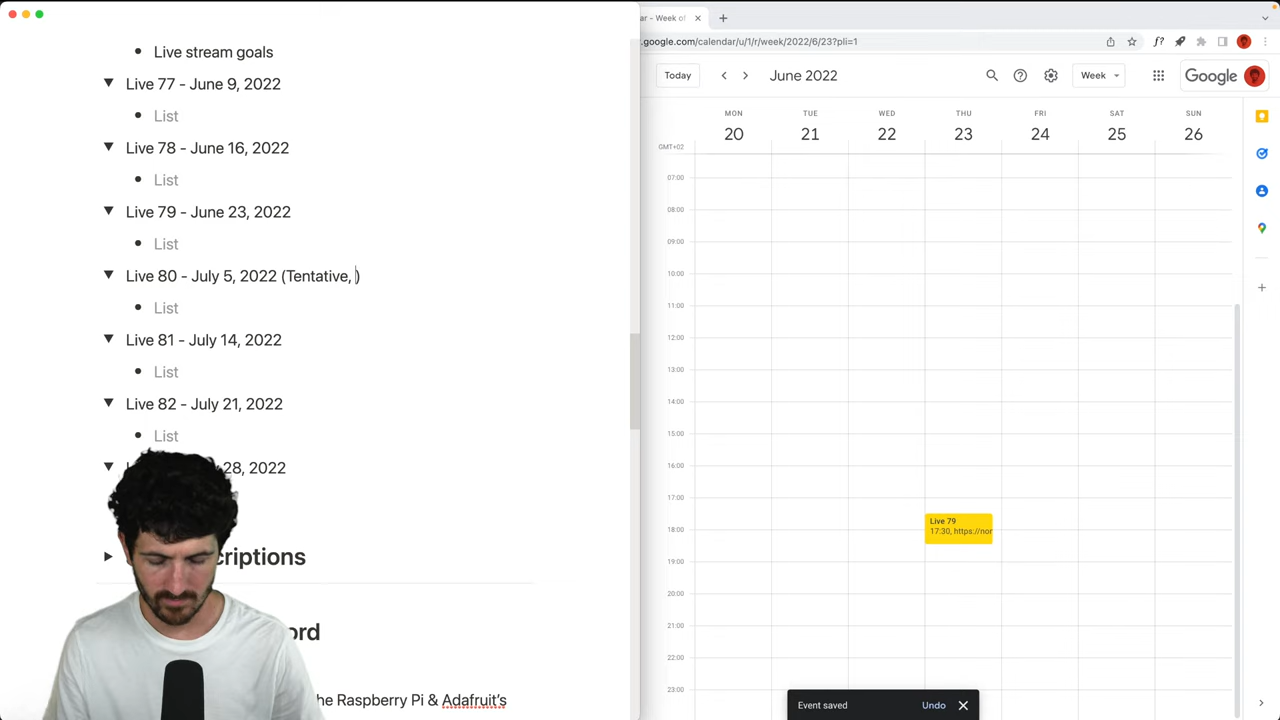 Live stream goals
Live 77 - June 9, 2022
List
Live 78 - June 16, 2022
List
Live 79 - June 23, 2022
List
Live 80 - July 5, 2022 (Tentative, )
List
Live 81 - July 14, 2022
List
Live 82 - July 21, 2022
List
28, 2022
criptions
ord
he Raspberry Pi & Adafruit's
ar - Week of
.google.com/calendar/u/1/r/week/2022/6/23?pli=1
Today
June 2022
Week
Google
MON TUE WED THU FRI SAT SUN
20 21 22 23 24 25 26
GMT+02
07:00
08:00
09:00
10:00
11:00
12:00
13:00
14:00
15:00
16:00
17:00
Live 79
17:30, https://nor
18:00
19:00
20:00
21:00
22:00
23:00
Event saved Undo